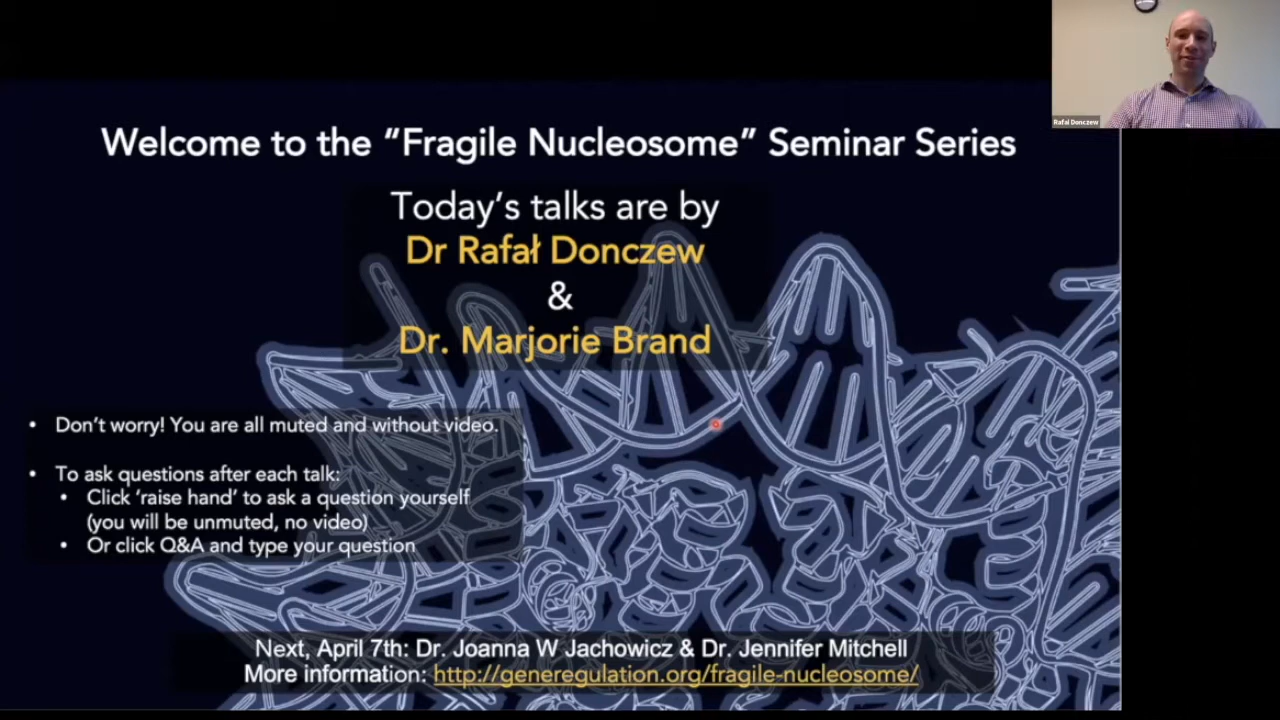 Welcome to the “Fragile Nucleosome” Seminar Series
Today’s talks are by
Dr Rafał Donczew
&
Dr. Marjorie Brand
• Don’t worry! You are all muted and without video.
• To ask questions after each talk:
• Click ‘raise hand’ to ask a question yourself
(you will be unmuted, no video)
• Or click Q&A and type your question
Next, April 7th: Dr. Joanna W Jachowicz & Dr. Jennifer Mitchell
More information: http://generegulation.org/fragile-nucleosome/
Rafal Donczew